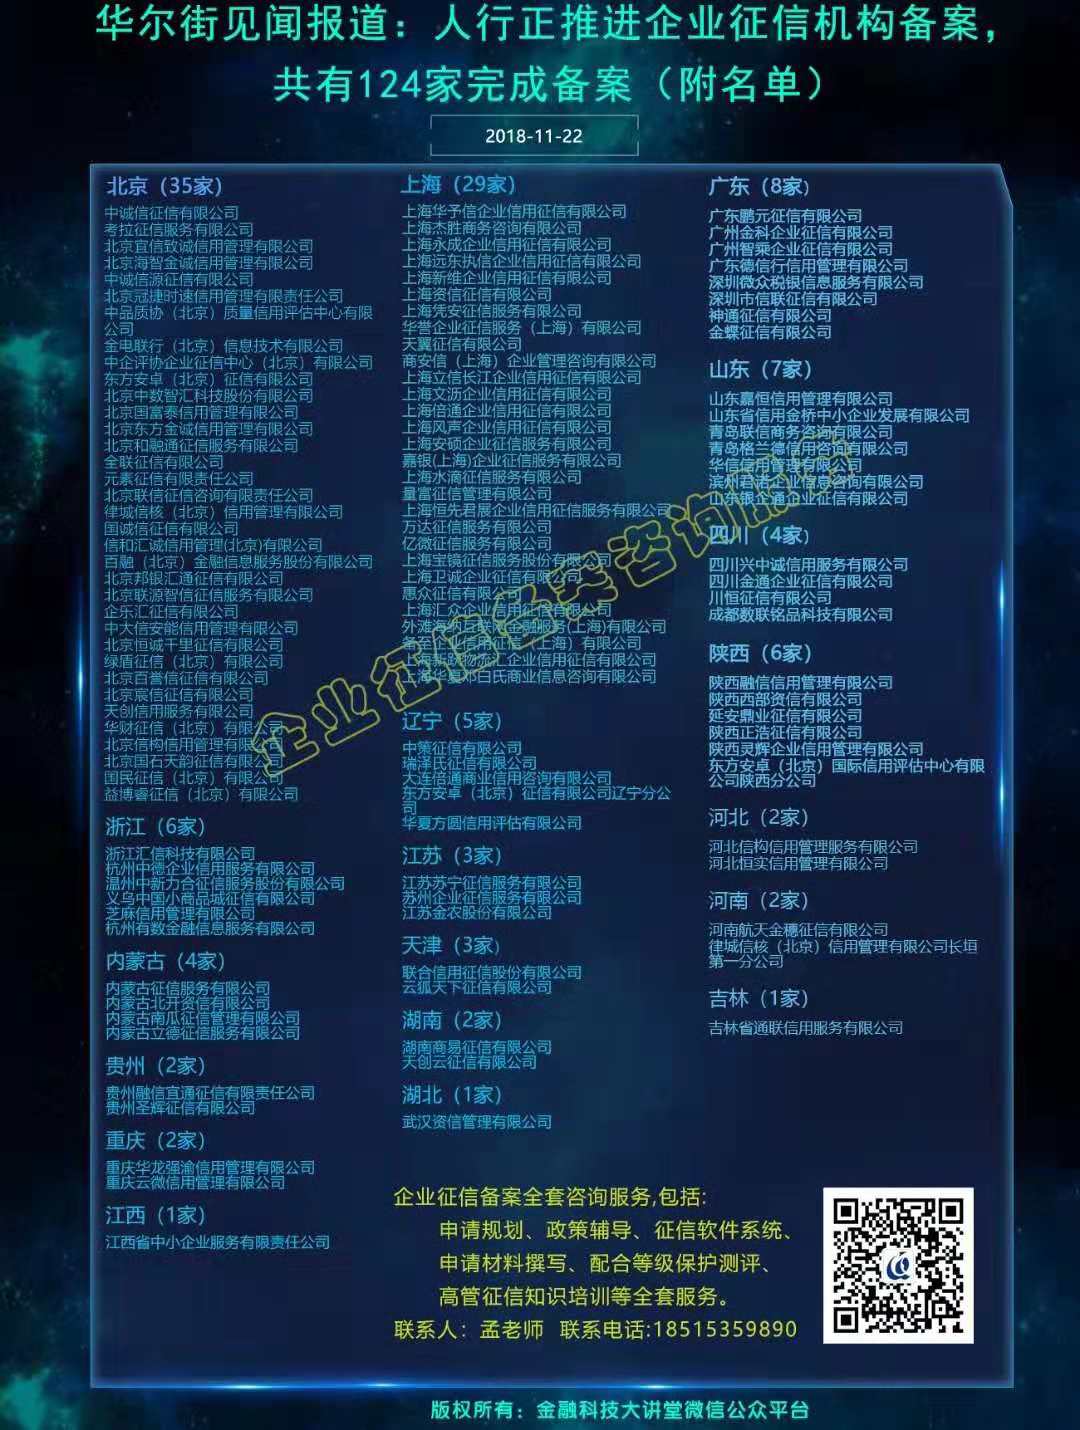 华尔街见闻报道：人行正推进企业征信机构备案，
共有124家完成备案（附名单）
2018-11-22
北京（35家）
中诚信征信有限公司
考拉征信服务有限公司
北京宜信致诚信用管理有限公司
北京海智金诚信用管理有限公司
中诚信源征信有限公司
北京冠捷时速信用管理有限责任公司
中品质协（北京）质量信用评估中心有限
公司
金电联行（北京）信息技术有限公司
中企评协企业征信中心（北京）有限公司
东方安卓（北京）征信有限公司
北京中数智汇科技股份有限公司
北京国富泰信用管理有限公司
北京东方金诚信用管理有限公司
北京和融通征信服务有限公司
全联征信有限公司
元素征信有限责任公司
北京联信征信咨询有限责任公司
律城信核（北京）信用管理有限公司
国诚信征信有限公司
信和汇诚信用管理(北京)有限公司
百融（北京）金融信息服务股份有限公司
北京邦银汇通征信有限公司
北京联源智信征信服务有限公司
企乐汇征信有限公司
中大信安能信用管理有限公司
北京恒诚千里征信有限公司
绿盾征信（北京）有限公司
北京百誉信征信有限公司
北京宸信征信有限公司
天创信用服务有限公司
华财征信（北京）有限公司
北京信构信用管理有限公司
北京国石天韵征信有限公司
国民征信（北京）有限公司
益博睿征信（北京）有限公司
浙江（6家）
浙江汇信科技有限公司
杭州中德企业信用服务有限公司
温州中新力合征信服务股份有限公司
义乌中国小商品城征信有限公司
芝麻信用管理有限公司
杭州有数金融信息服务有限公司
内蒙古（4家）
内蒙古征信服务有限公司
内蒙古北开资信有限公司
内蒙古南瓜征信管理有限公司
内蒙古立德征信服务有限公司
贵州（2家）
贵州融信宜通征信有限责任公司
贵州圣辉征信有限公司
重庆（2家）
重庆华龙强渝信用管理有限公司
重庆云微信用管理有限公司
江西（1家）
江西省中小企业服务有限责任公司
上海（29家）
上海华予信企业信用征信有限公司
上海杰胜商务咨询有限公司
上海永成企业信用征信有限公司
上海远东执信企业信用征信有限公司
上海新维企业信用征信有限公司
上海资信征信有限公司
上海凭安征信服务有限公司
华誉企业征信服务（上海）有限公司
天翼征信有限公司
商安信（上海）企业管理咨询有限公司
上海立信长江企业信用征信有限公司
上海文沥企业信用征信有限公司
上海倍通企业信用征信有限公司
上海风声企业信用征信有限公司
上海安硕企业征信服务有限公司
嘉银(上海)企业征信服务有限公司
上海水滴征信服务有限公司
量富征信管理有限公司
上海恒先君展企业信用征信服务有限公司
万达征信服务有限公司
亿微征信服务有限公司
上海宝镜征信服务股份有限公司
上海卫诚企业征信有限公司
惠众征信有限公司
上海汇众企业信用征信有限公司
外滩海纳互联网金融服务(上海)有限公司
备至企业信用征信（上海）有限公司
上海新跃物流汇企业信用征信有限公司
上海华夏邓白氏商业信息咨询有限公司
辽宁（5家）
中策征信有限公司
瑞泽氏征信有限公司
大连倍通商业信用咨询有限公司
东方安卓（北京）征信有限公司辽宁分公
司
华夏方圆信用评估有限公司
江苏（3家）
江苏苏宁征信服务有限公司
苏州企业征信服务有限公司
江苏金农股份有限公司
天津（3家）
联合信用征信股份有限公司
云狐天下征信有限公司
湖南（2家）
湖南商易征信有限公司
天创云征信有限公司
湖北（1家）
武汉资信管理有限公司
广东（8家）
广东鹏元征信有限公司
广州金科企业征信有限公司
广州智乘企业征信有限公司
广东德信行信用管理有限公司
深圳微众税银信息服务有限公司
深圳市信联征信有限公司
神通征信有限公司
金蝶征信有限公司
山东（7家）
山东嘉恒信用管理有限公司
山东省信用金桥中小企业发展有限公司
青岛联信商务咨询有限公司
青岛格兰德信用咨询有限公司
华信信用管理有限公司
滨州君诺企业信息咨询有限公司
山东银企通企业征信有限公司
四川（4家）
四川兴中诚信用服务有限公司
四川金通企业征信有限公司
川恒征信有限公司
成都数联铭品科技有限公司
陕西（6家）
陕西融信信用管理有限公司
陕西西部资信有限公司
延安鼎业征信有限公司
陕西正浩征信有限公司
陕西灵辉企业信用管理有限公司
东方安卓（北京）国际信用评估中心有限
公司陕西分公司
河北（2家）
河北信构信用管理服务有限公司
河北恒实信用管理有限公司
河南（2家）
河南航天金穗征信有限公司
律城信核（北京）信用管理有限公司长垣
第一分公司
吉林（1家）
吉林省通联信用服务有限公司
企业征信备案咨询
企业征信备案全套咨询服务,包括:
申请规划、政策辅导、征信软件系统、
申请材料撰写、配合等级保护测评、
高管征信知识培训等全套服务。
联系人：孟老师 联系电话:18515359890
版权所有：金融科技大讲堂微信公众平台